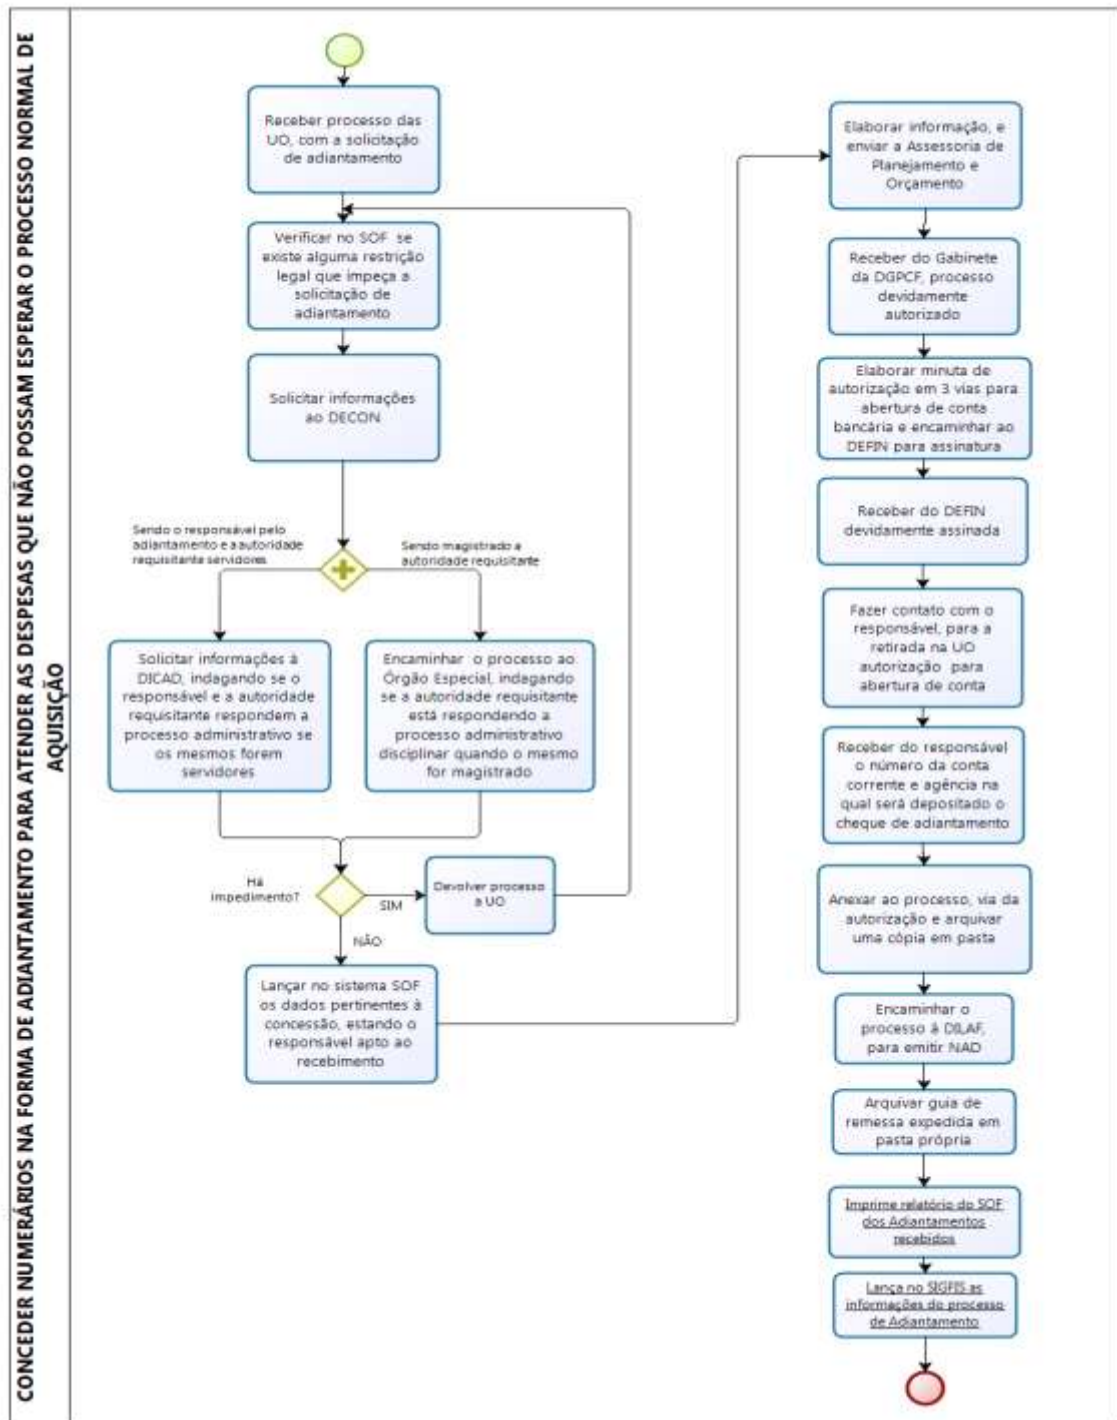 CONCEDER NUMERÁRIOS NA FORMA DE ADIANTAMENTO PARA ATENDER AS DESPESAS QUE NÃO POSSAM ESPERAR O PROCESSO NORMAL DE
AQUISIÇÃO
Receber processo das
UO, com a solicitação
de adiantamento
Verificar no SOF se
existe alguma restrição
legal que impeça a
solicitação de
adiantamento
Solicitar informações
ao DECON
Sendo o responsável pelo
adiantamento e a autoridade
requisitante servidores
Sendo magistrado a
autoridade requisitante
Solicitar informações à
DICAD, indagando se o
responsável e a autoridade
requisitante respondem a
processo administrativo se
os mesmos forem
servidores
Encaminhar o processo ao
Órgão Especial, indagando
se a autoridade requisitante
está respondendo a
processo administrativo
disciplinar quando o mesmo
for magistrado
Há
impedimento?
SIM
Devolver processo
a UO
NÃO
Lançar no sistema SOF
os dados pertinentes à
concessão, estando o
responsável apto ao
recebimento
Elaborar informação, e
enviar a Assessoria de
Planejamento e
Orçamento
Receber do Gabinete
da DGPCF, processo
devidamente
autorizado
Elaborar minuta de
autorização em 3 vias para
abertura de conta
bancária e encaminhar ao
DEFIN para assinatura
Receber do DEFIN
devidamente assinada
Fazer contato com o
responsável, para a
retirada na UO
autorização para
abertura de conta
Receber do responsável
o número da conta
corrente e agência na
qual será depositado o
cheque de adiantamento
Anexar ao processo, via da
autorização e arquivar
uma cópia em pasta
Encaminhar o
processo à DILAF,
para emitir NAD
Arquivar guia de
remessa expedida em
pasta própria
Imprime relatório do SOF
dos Adiantamentos
recebidos
Lança no SIGFIS as
informações do processo
de Adiantamento